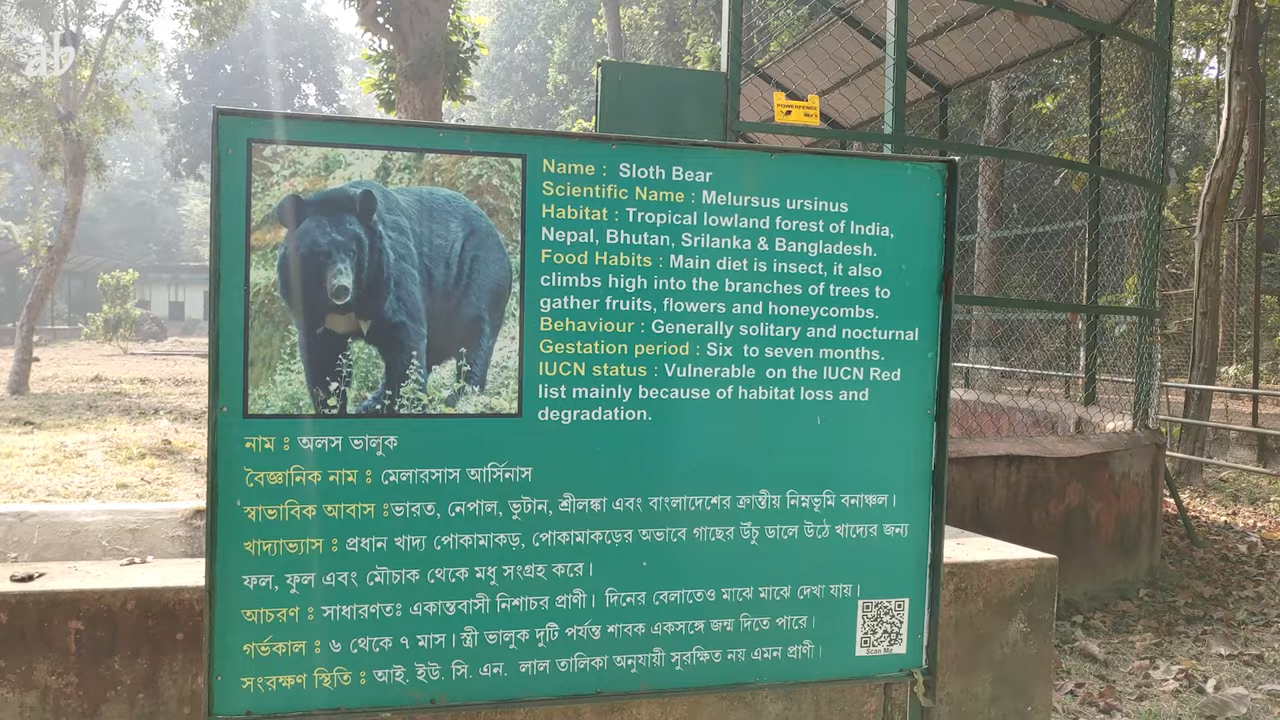 ab
POWERFENCE
Name : Sloth Bear
Scientific Name : Melursus ursinus
Habitat : Tropical lowland forest of India,
Nepal, Bhutan, Srilanka & Bangladesh.
Food Habits : Main diet is insect, it also
climbs high into the branches of trees to
gather fruits, flowers and honeycombs.
Behaviour : Generally solitary and nocturnal
Gestation period : Six to seven months.
IUCN status : Vulnerable on the IUCN Red
list mainly because of habitat loss and
degradation.
নাম ঃ অলস ভালুক
বৈজ্ঞানিক নাম ঃ মেলারসাস আর্সিনাস
স্বাভাবিক আবাস ঃভারত, নেপাল, ভুটান, শ্রীলঙ্কা এবং বাংলাদেশের ক্রান্তীয় নিম্নভূমি বনাঞ্চল।
খাদ্যাভ্যাস ঃ প্রধান খাদ্য পোকামাকড়, পোকামাকড়ের অভাবে গাছের উঁচু ডালে উঠে খাদ্যের জন্য
ফল, ফুল এবং মৌচাক থেকে মধু সংগ্রহ করে।
আচরণ ঃ সাধারণতঃ একান্তবাসী নিশাচর প্রাণী। দিনের বেলাতেও মাঝে মাঝে দেখা যায়।
গর্ভকাল ঃ ৬ থেকে ৭ মাস। স্ত্রী ভালুক দুটি পর্যন্ত শাবক একসঙ্গে জন্ম দিতে পারে।
সংরক্ষণ স্থিতি ঃ আই. ইউ. সি. এন. লাল তালিকা অনুযায়ী সুরক্ষিত নয় এমন প্রাণী।
Scan Me